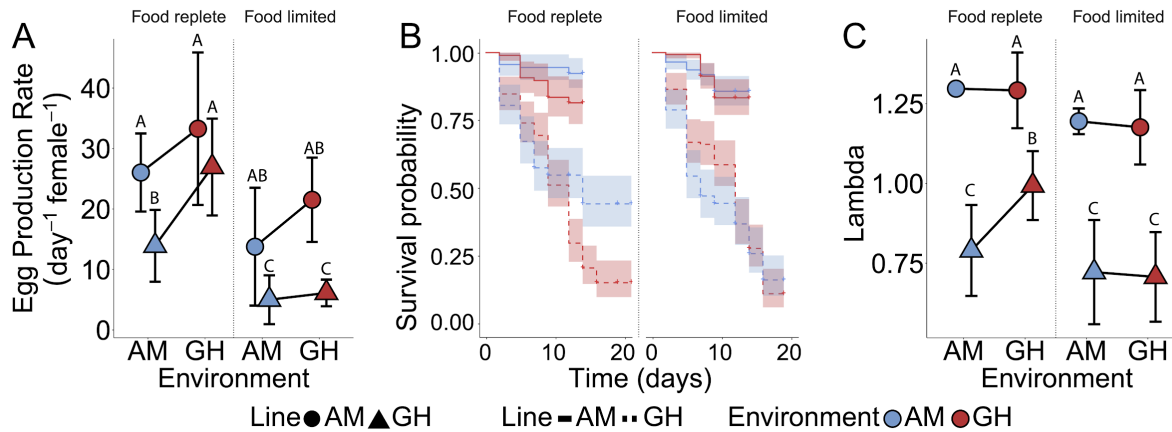 A
Food replete
Food limited
Egg Production Rate
(day⁻¹ female⁻¹)
40
30
20
10
0
A
B
A
A
AB
C
AB
C
AM GH AM GH
Environment
B
Food replete
Food limited
Survival probability
1.00
0.75
0.50
0.25
0.00
0 10 20 0 10 20
Time (days)
C
Food replete
Food limited
Lambda
1.25
1.00
0.75
A
C
A
B
A
C
A
C
AM GH AM GH
Environment
Line AM GH
Line AM GH
Environment AM GH